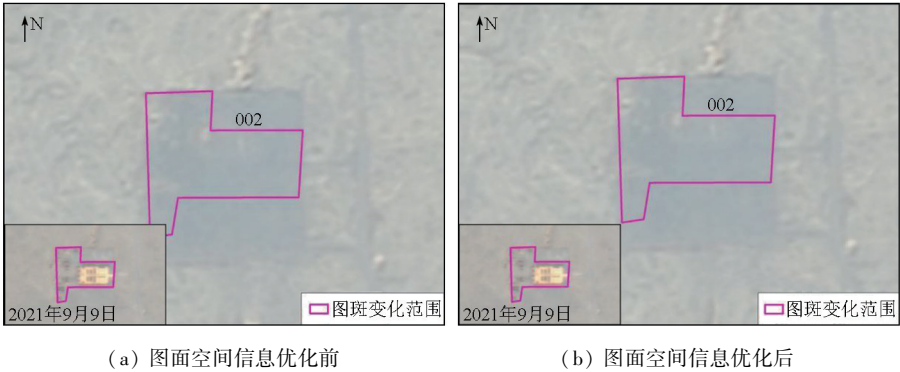 N
002
2021年9月9日
图斑变化范围
N
002
2021年9月9日
图斑变化范围
(a) 图面空间信息优化前
(b) 图面空间信息优化后